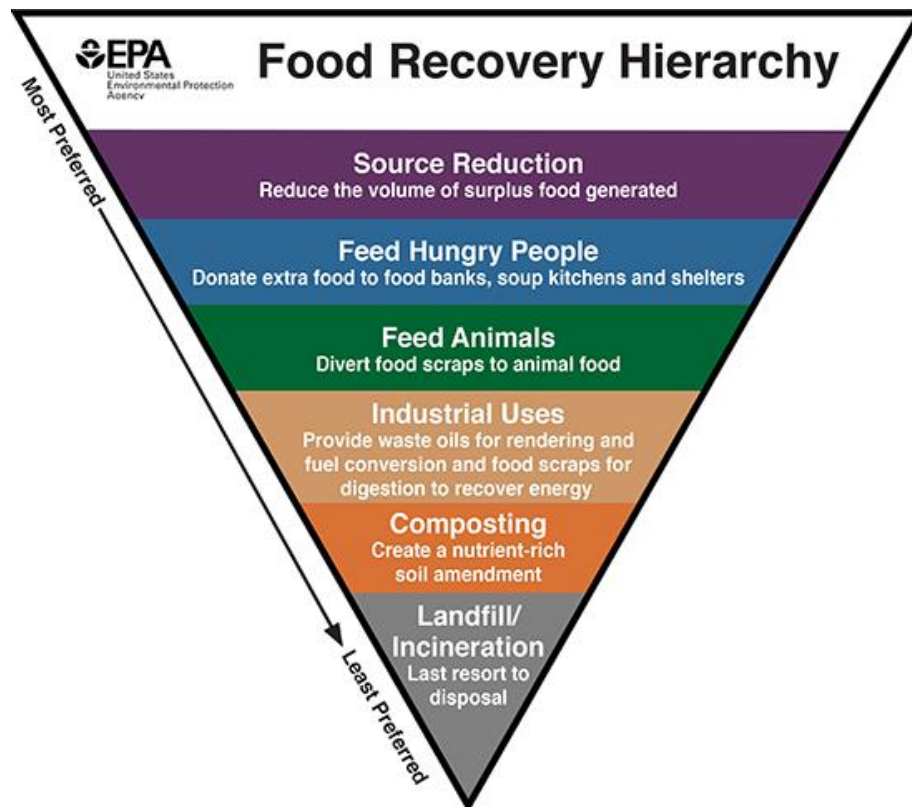 EPA
United States
Environmental Protection
Agency
Food Recovery Hierarchy
Most Preferred
Source Reduction
Reduce the volume of surplus food generated
Feed Hungry People
Donate extra food to food banks, soup kitchens and shelters
Feed Animals
Divert food scraps to animal food
Industrial Uses
Provide waste oils for rendering and
fuel conversion and food scraps for
digestion to recover energy
Composting
Create a nutrient-rich
soil amendment
Landfill/
Incineration
Last resort to
disposal
Least Preferred